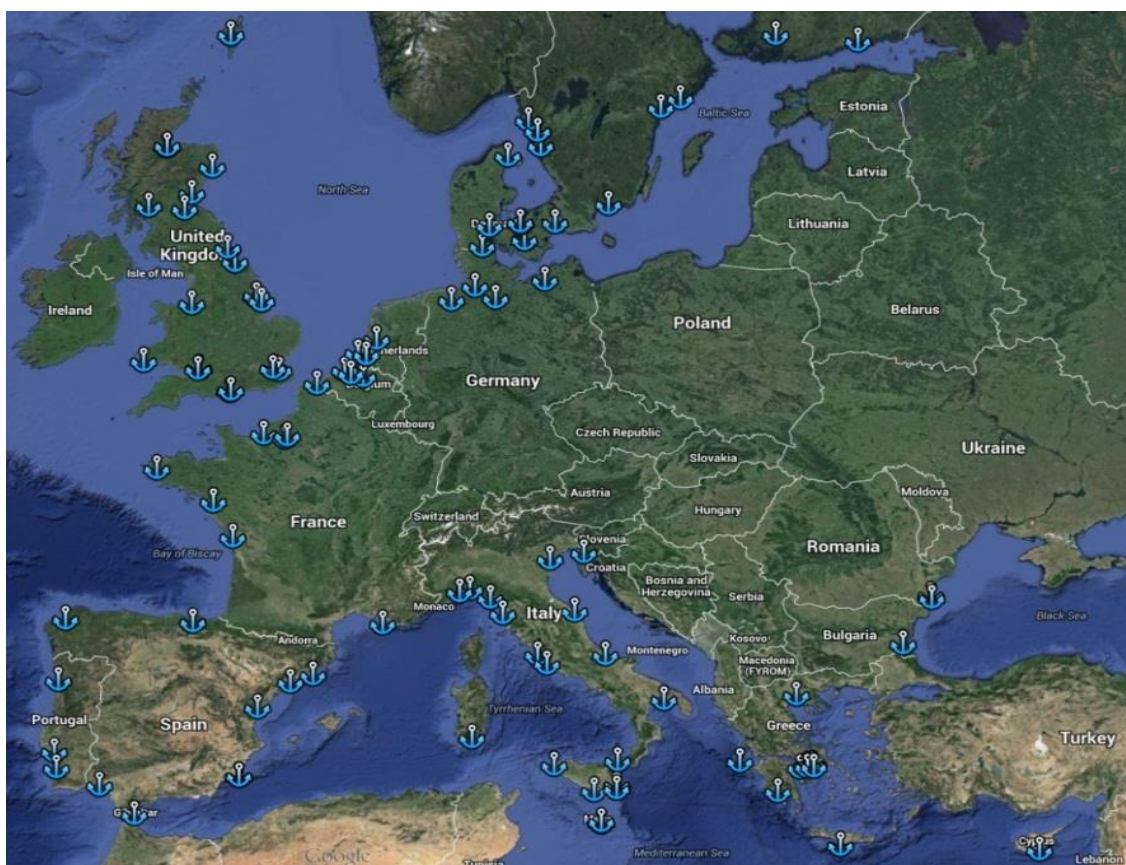 Estonia
Baltic Sea
Latvia
North Sea
Lithuania
United
Kingdom
Isle of Man
Ireland
Belarus
Poland
Germany
Luxembourg
Czech Republic
Ukraine
Slovakia
Moldova
Austria
Hungary
France
Switzerland
Slovenia
Romania
Bay of Biscay
Croatia
Bosnia and
Herzegovina
Serbia
Monaco
Italy
Black Sea
Andorra
Kosovo
Bulgaria
Montenegro
Macedonia
(FYROM)
Albania
Tyrrhenian Sea
Portugal
Spain
Greece
Turkey
Google
Mediterranean Sea
Lebanon